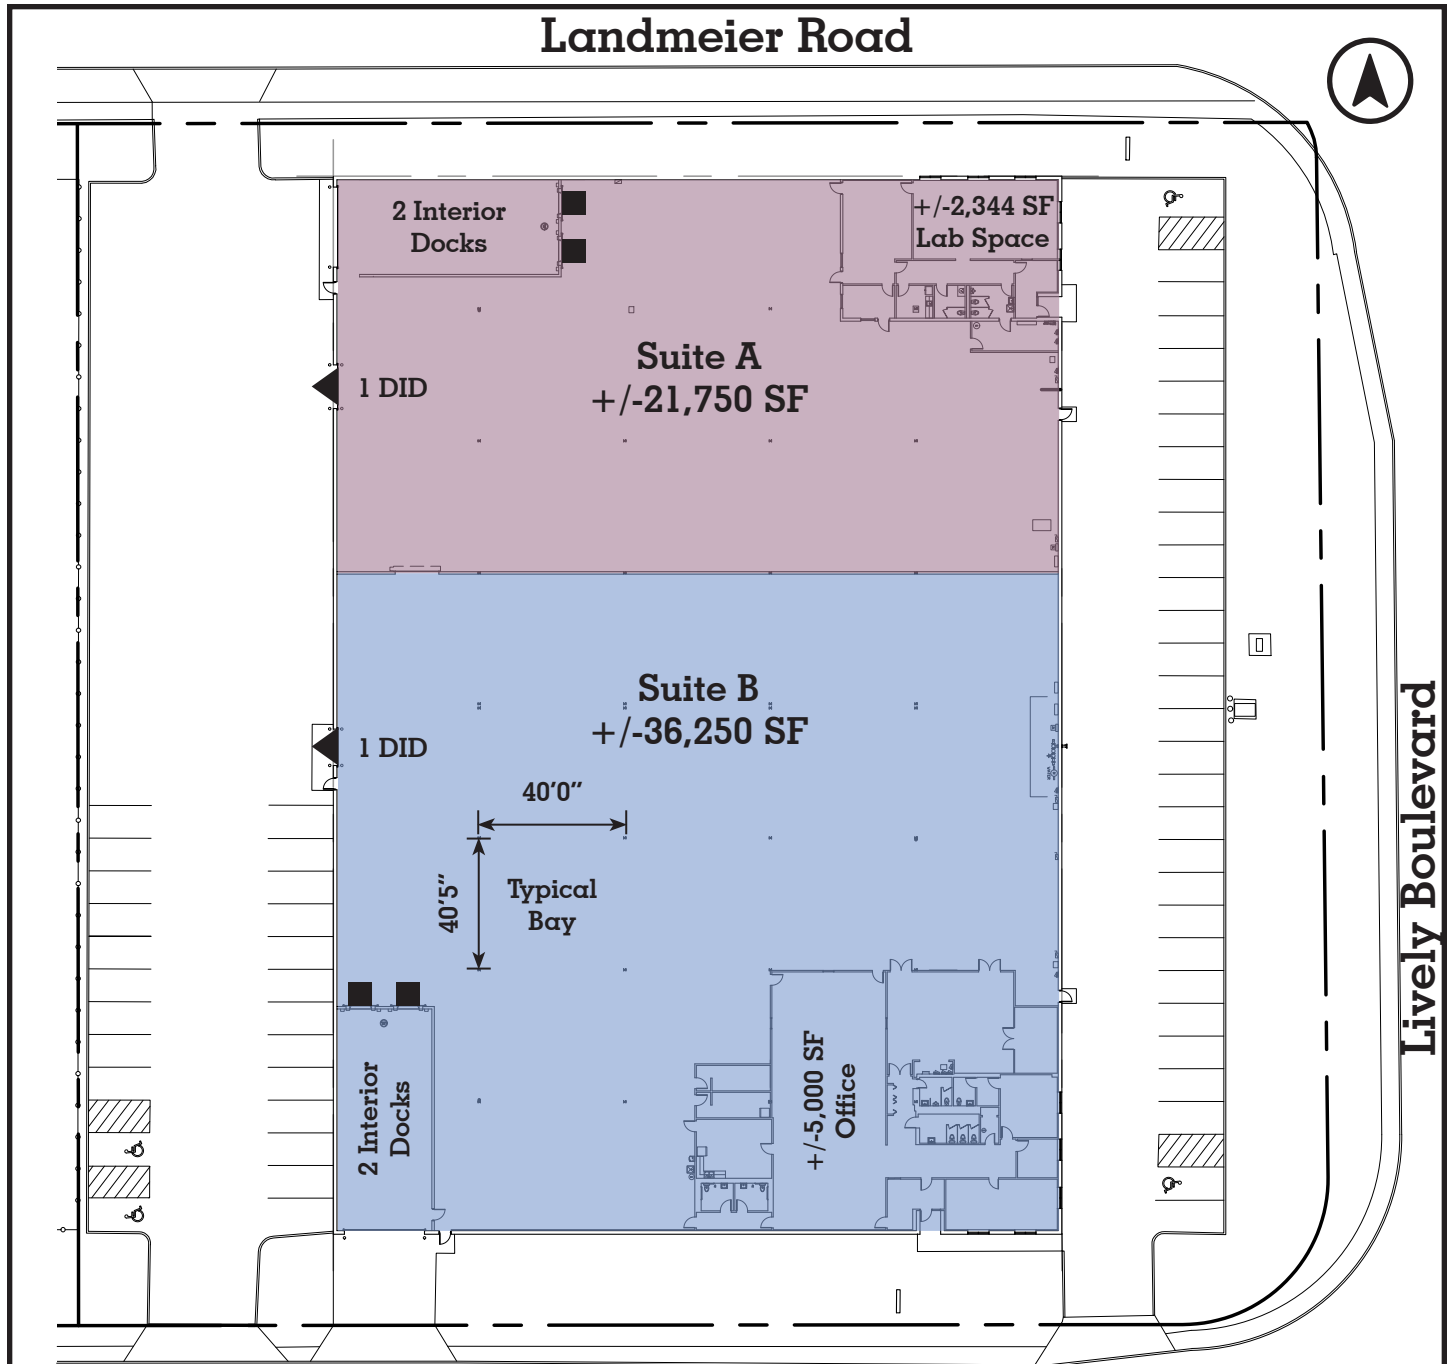 Landmeier Road
2 Interior
Docks
+/-2,344 SF
Lab Space
Suite A
+/-21,750 SF
1 DID
Suite B
+/-36,250 SF
1 DID
40'0”
40'5”
Typical
Bay
2 Interior
Docks
+/-5,000 SF
Office
Lively Boulevard